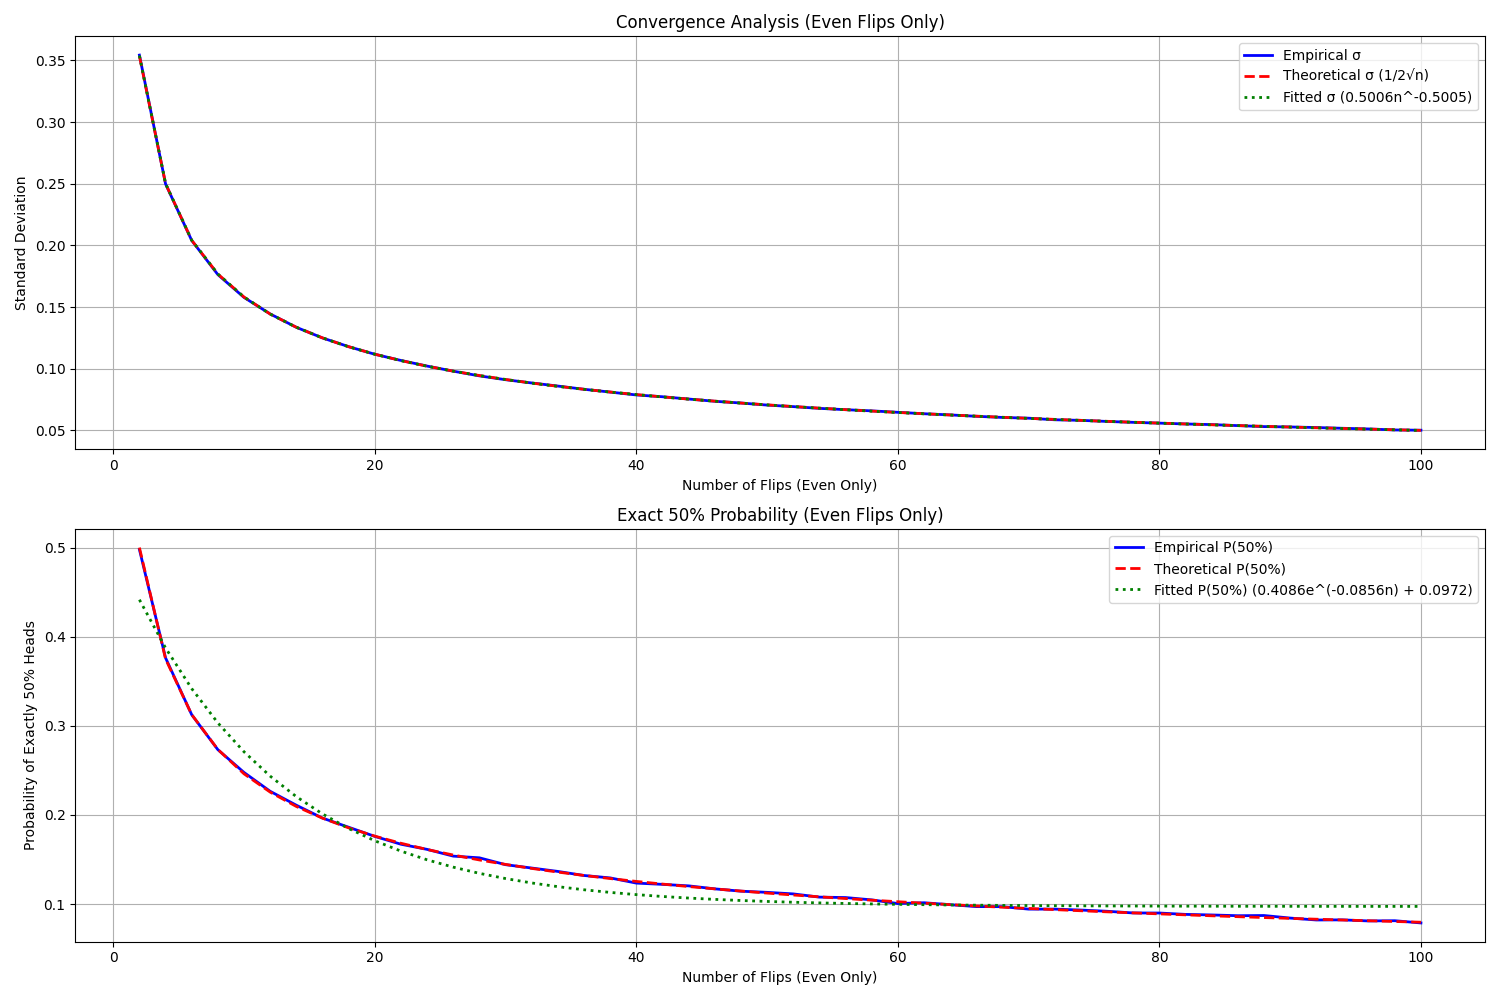 Convergence Analysis (Even Flips Only)
Standard Deviation
0.35
0.30
0.25
0.20
0.15
0.10
0.05
Empirical σ
Theoretical σ (1/2√n)
Fitted σ (0.5006n^-0.5005)
0 20 40 60 80 100
Number of Flips (Even Only)
Exact 50% Probability (Even Flips Only)
Probability of Exactly 50% Heads
0.5
0.4
0.3
0.2
0.1
Empirical P(50%)
Theoretical P(50%)
Fitted P(50%) (0.4086e^(-0.0856n) + 0.0972)
0 20 40 60 80 100
Number of Flips (Even Only)